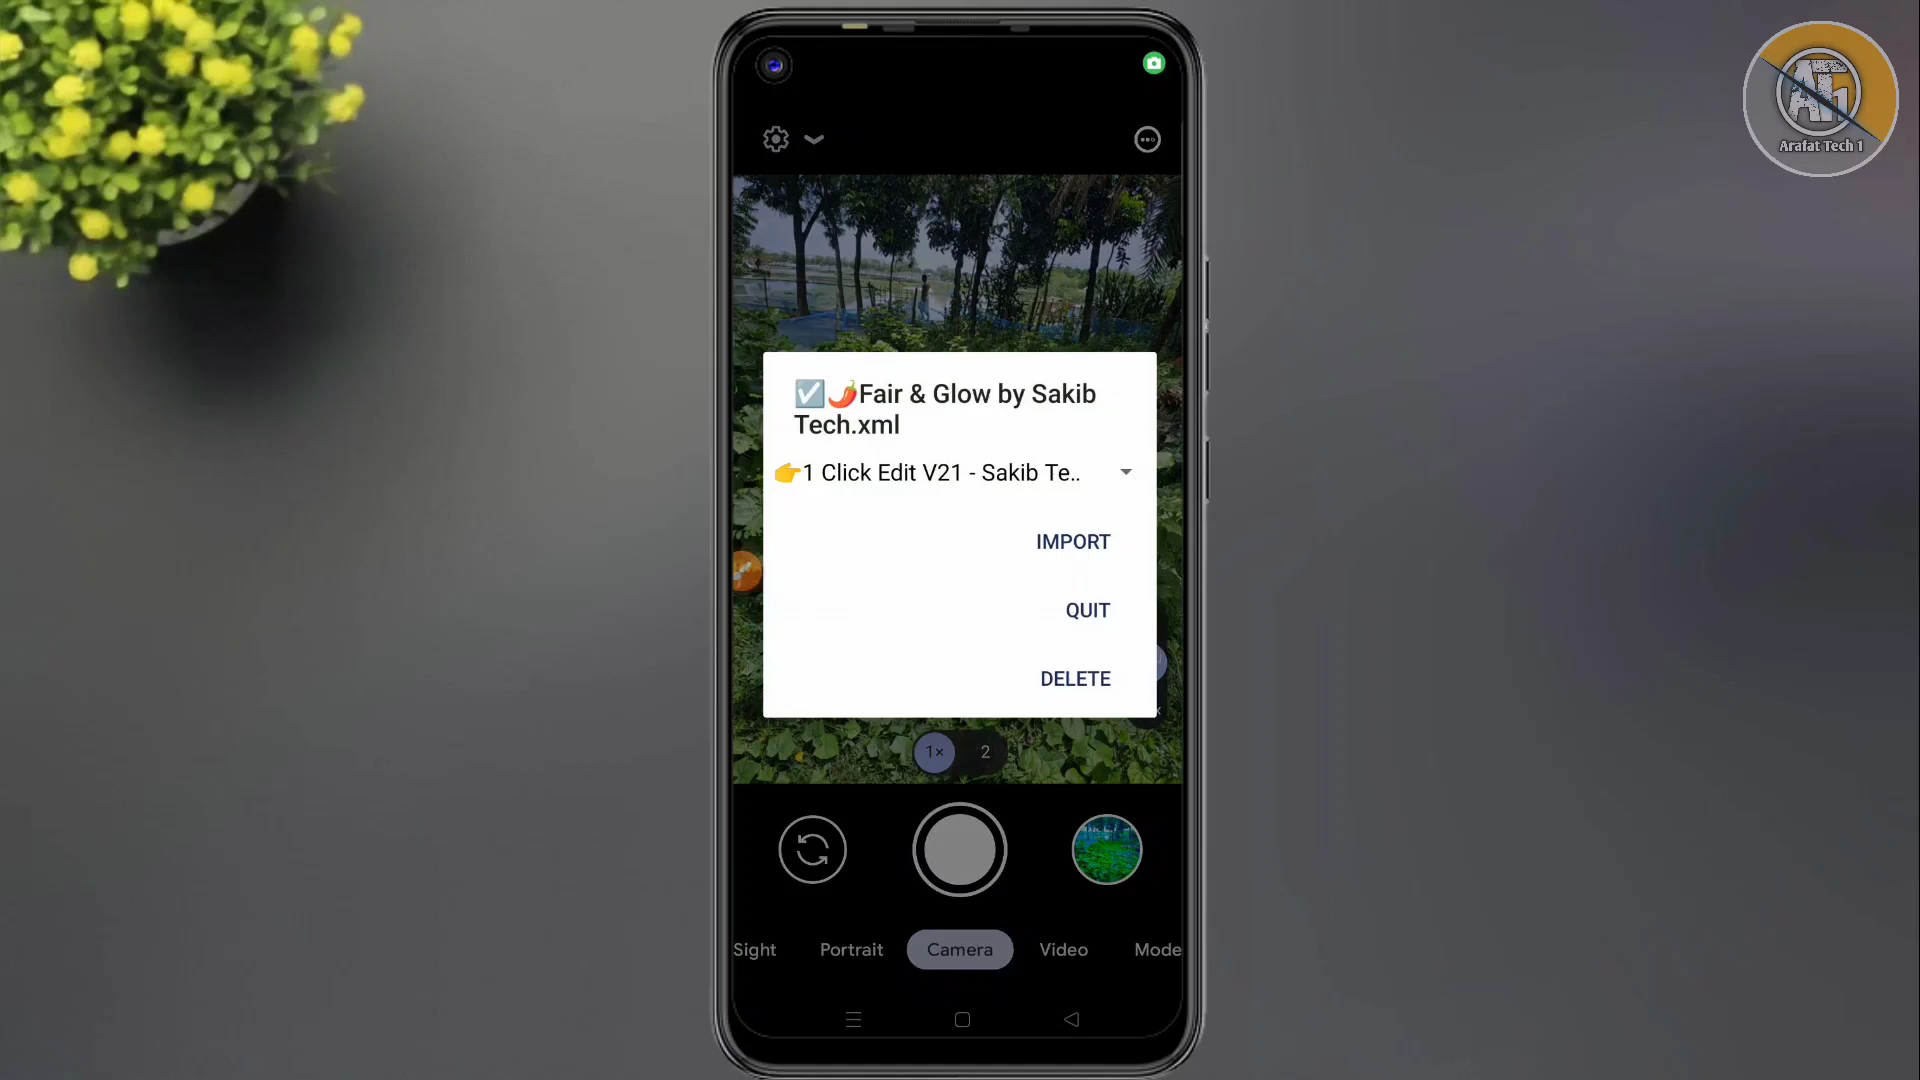 ATh
Arafat Tech 1
☑️🌶️Fair & Glow by Sakib
Tech.xml
👉1 Click Edit V21 - Sakib Te..
IMPORT
QUIT
DELETE
1× 2
Sight Portrait Camera Video Mode